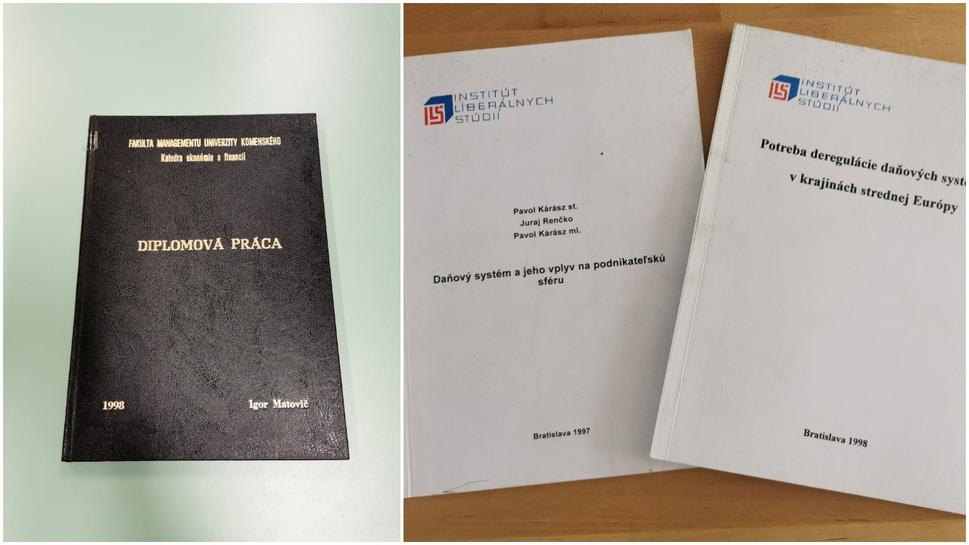 FAKULTA MANAGEMENTU UNIVERZITY KOMENSKÉHO
Katedra ekonómie a financií
DIPLOMOVÁ PRÁCA
1998 Igor Matovič
INŠTITÚT
LIBERÁLNYCH
ŠTÚDIÍ
Pavol Kárász st.
Juraj Renčko
Pavol Kárász ml.
Daňový systém a jeho vplyv na podnikateľskú
sféru
Bratislava 1997
INŠTITÚT
LIBERÁLNYCH
ŠTÚDIÍ
Potreba deregulácie daňových systé
v krajinách strednej Európy
Bratislava 1998